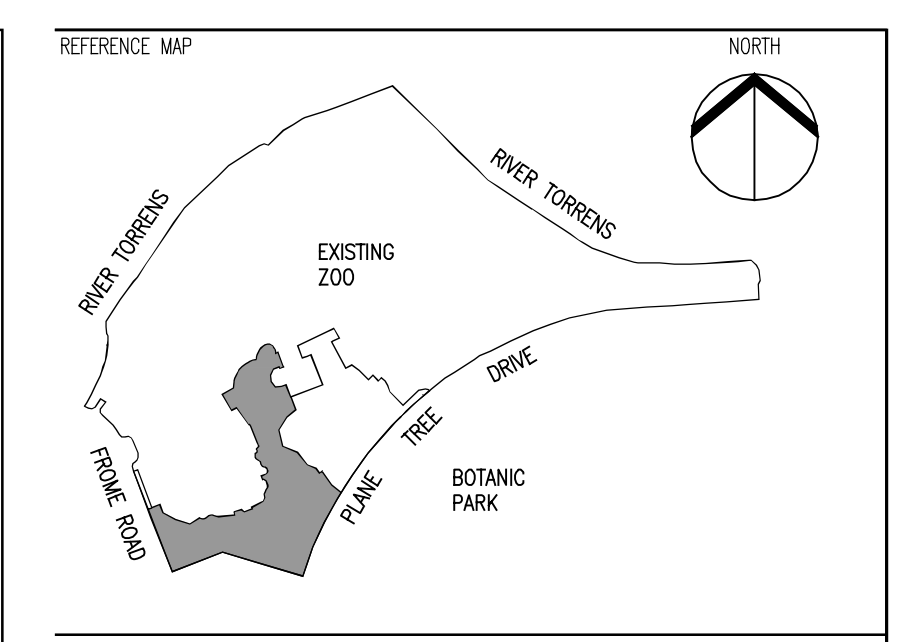 REFERENCE MAP
NORTH
RIVER TORRENS
RIVER TORRENS
EXISTING
ZOO
PLANE TREE DRIVE
FROME ROAD
BOTANIC
PARK